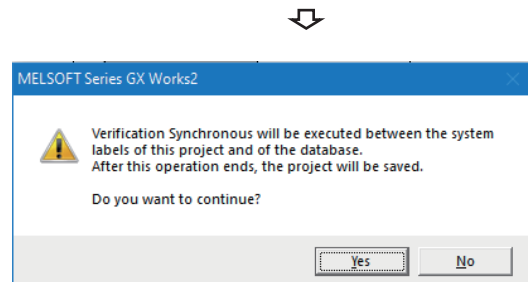 MELSOFT Series GX Works2
Verification Synchronous will be executed between the system
labels of this project and of the database.
After this operation ends, the project will be saved.
Do you want to continue?
Yes
No